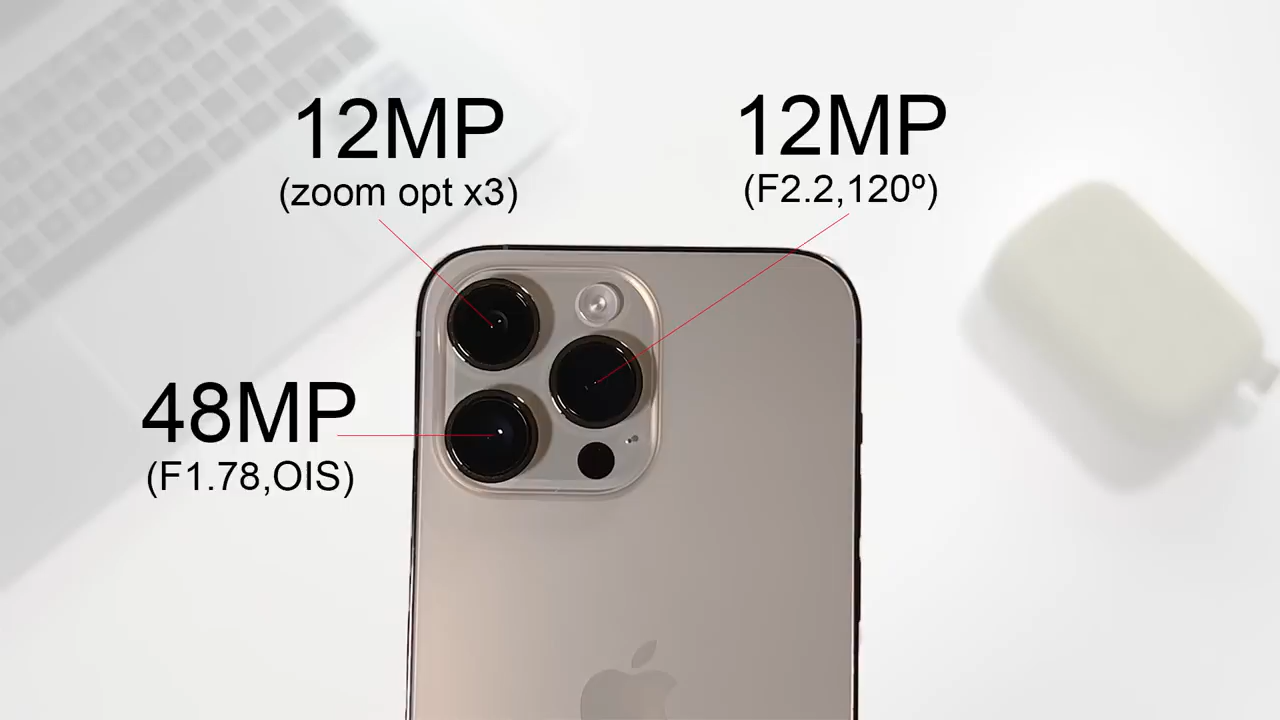 12MP
(zoom opt x3)
12MP
(F2.2,120º)
48MP
(F1.78,OIS)